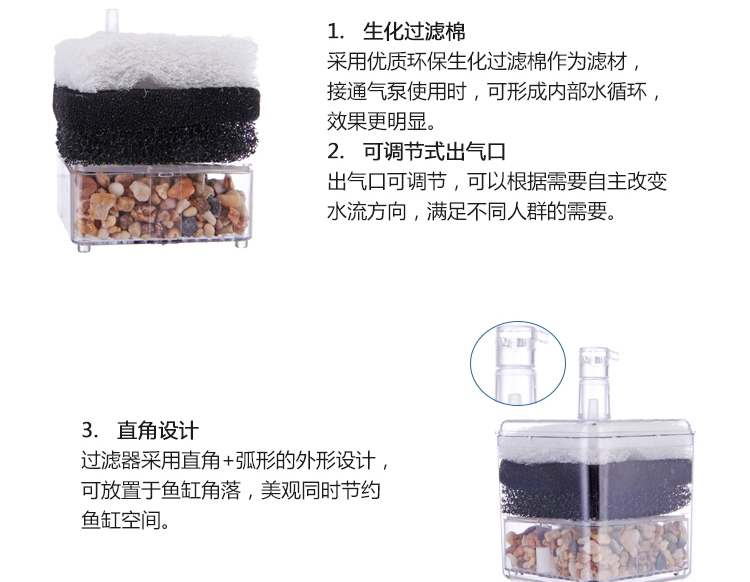 1. 生化过滤棉
采用优质环保生化过滤棉作为滤材，
接通气泵使用时，可形成内部水循环，
效果更明显。
2. 可调节式出气口
出气口可调节，可以根据需要自主改变
水流方向，满足不同人群的需要。
3. 直角设计
过滤器采用直角+弧形的外形设计，
可放置于鱼缸角落，美观同时节约
鱼缸空间。